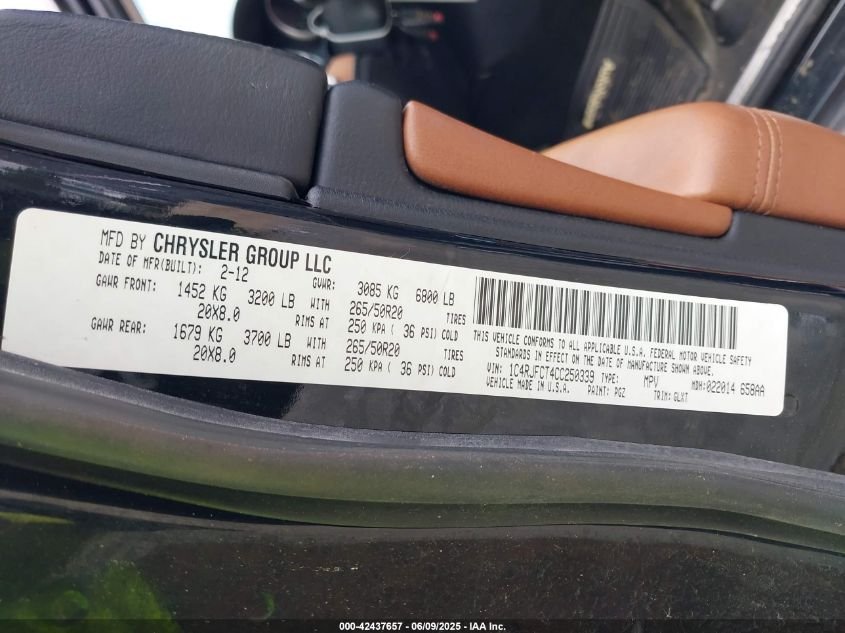 MFD BY CHRYSLER GROUP LLC
DATE OF MFR(BUILT): 2-12 GVWR: 3085 KG 6800 LB
GAWR FRONT: 1452 KG 3200 LB WITH 265/50R20 TIRES
20X8.0 RIMS AT 250 KPA ( 36 PSI) COLD
GAWR REAR: 1679 KG 3700 LB WITH 265/50R20 TIRES
20X8.0 RIMS AT 250 KPA ( 36 PSI) COLD
THIS VEHICLE CONFORMS TO ALL APPLICABLE U.S.A. FEDERAL MOTOR VEHICLE SAFETY
STANDARDS IN EFFECT ON THE DATE OF MANUFACTURE SHOWN ABOVE.
VIN: 1C4RJFCT4CC250339 TYPE: MPV MDH:022014 658AA
VEHICLE MADE IN U.S.A. PAINT: PGZ TRIM: GLXT
000-42437657 - 06/09/2025 - IAA Inc.